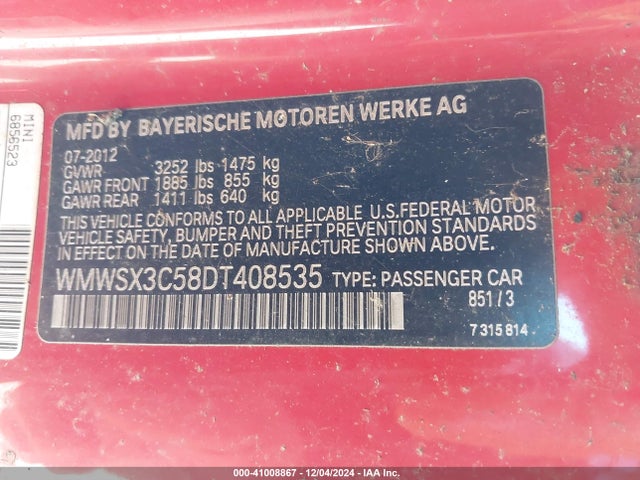 MINI
6856523
MFD BY BAYERISCHE MOTOREN WERKE AG
07-2012
GVWR 3252 lbs 1475 kg
GAWR FRONT 1885 lbs 855 kg
GAWR REAR 1411 lbs 640 kg
THIS VEHICLE CONFORMS TO ALL APPLICABLE U.S.FEDERAL MOTOR
VEHICLE SAFETY, BUMPER AND THEFT PREVENTION STANDARDS
IN EFFECT ON THE DATE OF MANUFACTURE SHOWN ABOVE.
WMWSX3C58DT408535 TYPE: PASSENGER CAR
851/3
7 315 814
000-41008867 - 12/04/2024 - IAA Inc.